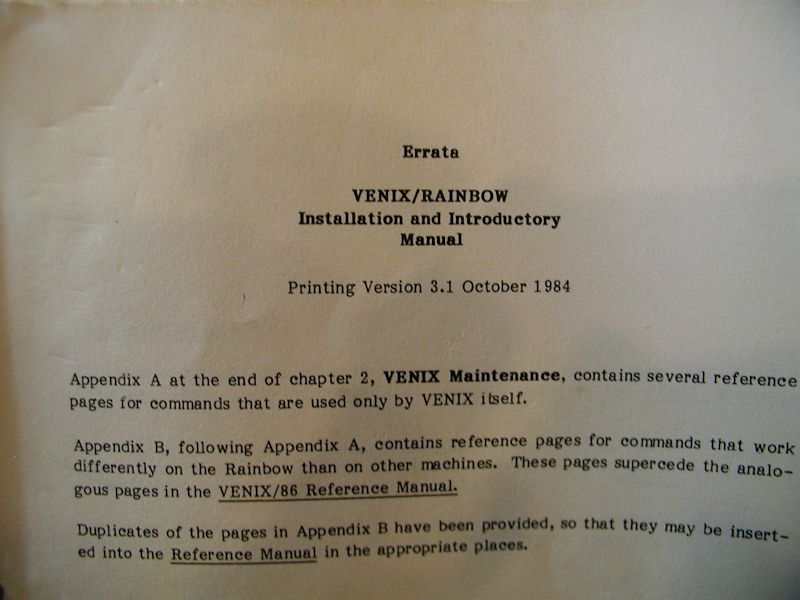 Errata
VENIX/RAINBOW
Installation and Introductory
Manual
Printing Version 3.1 October 1984
Appendix A at the end of chapter 2, VENIX Maintenance, contains several reference
pages for commands that are used only by VENIX itself.
Appendix B, following Appendix A, contains reference pages for commands that work
differently on the Rainbow than on other machines. These pages supercede the analo-
gous pages in the VENIX/86 Reference Manual.
Duplicates of the pages in Appendix B have been provided, so that they may be insert-
ed into the Reference Manual in the appropriate places.